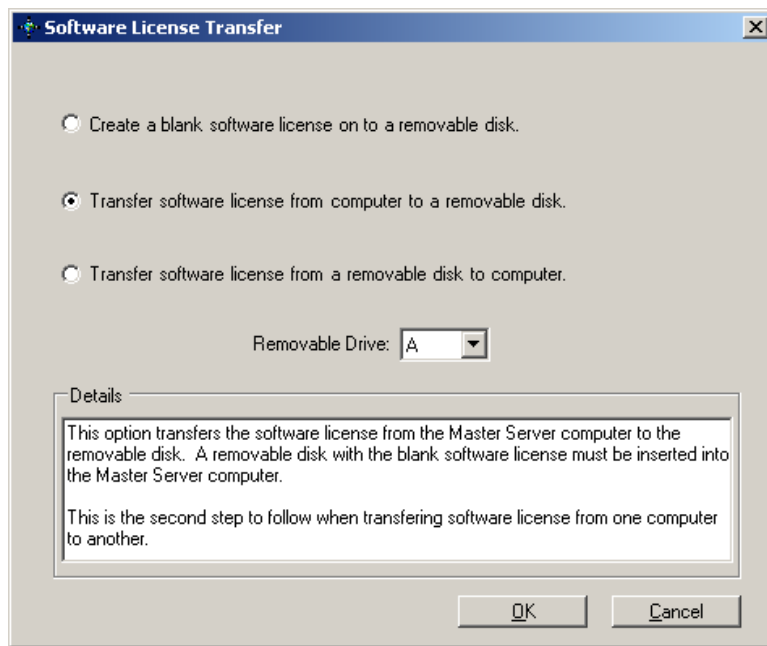 Software License Transfer
Create a blank software license on to a removable disk.
Transfer software license from computer to a removable disk.
Transfer software license from a removable disk to computer.
Removable Drive: A
Details
This option transfers the software license from the Master Server computer to the
removable disk.  A removable disk with the blank software license must be inserted into
the Master Server computer.
This is the second step to follow when transfering software license from one computer
to another.
OK Cancel